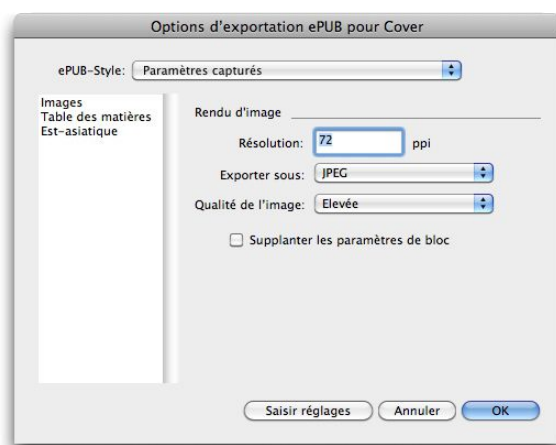 Options d'exportation ePUB pour Cover
ePUB-Style: Paramètres capturés
Images
Table des matières
Est-asiatique
Rendu d'image
Résolution: 72 ppi
Exporter sous: JPEG
Qualité de l'image: Elevée
Supplanter les paramètres de bloc
Saisir réglages Annuler OK